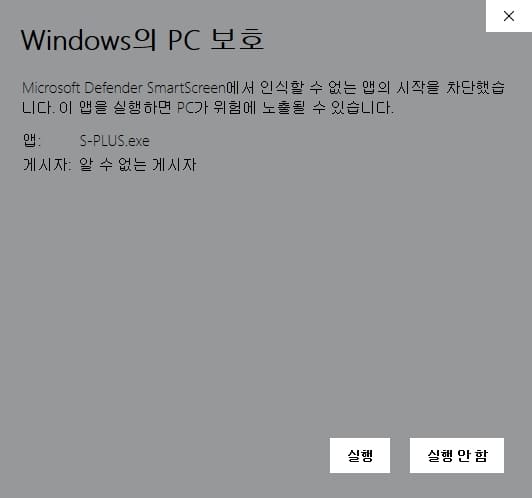 Windows의 PC 보호
Microsoft Defender SmartScreen에서 인식할 수 없는 앱의 시작을 차단했습
니다. 이 앱을 실행하면 PC가 위험에 노출될 수 있습니다.
앱: S-PLUS.exe
게시자: 알 수 없는 게시자
실행 실행 안 함